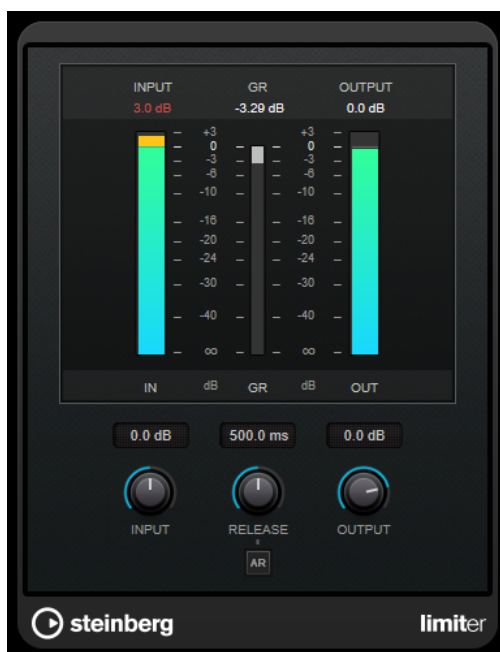 INPUT GR OUTPUT
3.0 dB -3.29 dB 0.0 dB
+3 +3
0 0
-3 -3
-6 -6
-10 -10
-16 -16
-20 -20
-24 -24
-30 -30
-40 -40
∞ ∞
IN dB GR dB OUT
0.0 dB 500.0 ms 0.0 dB
INPUT RELEASE OUTPUT
AR
steinberg limiter